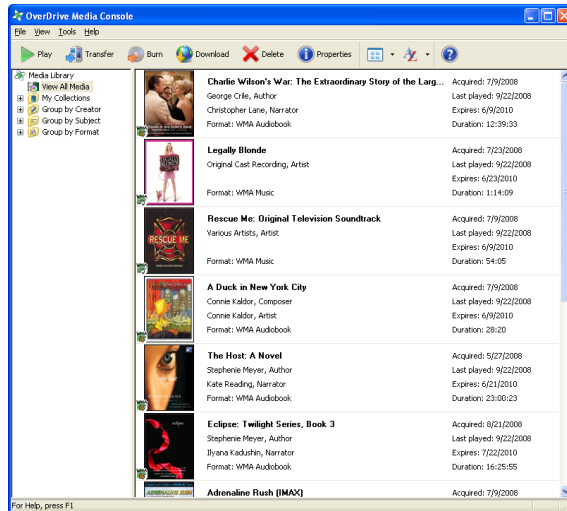 OverDrive Media Console
File View Tools Help
Play Transfer Burn Download Delete Properties
Media Library
View All Media
My Collections
Group by Creator
Group by Subject
Group by Format
Charlie Wilson's War: The Extraordinary Story of the Larg... Acquired: 7/9/2008
George Crile, Author Last played: 9/22/2008
Christopher Lane, Narrator Expires: 6/9/2010
Format: WMA Audiobook Duration: 12:39:33
Legally Blonde Acquired: 7/23/2008
Original Cast Recording, Artist Last played: 9/22/2008
Expires: 6/23/2010
Format: WMA Music Duration: 1:14:09
LEGALLY BLONDE
Rescue Me: Original Television Soundtrack Acquired: 7/9/2008
Various Artists, Artist Last played: 9/22/2008
Expires: 6/9/2010
Format: WMA Music Duration: 54:05
RESCUE ME
A Duck in New York City Acquired: 7/9/2008
Connie Kaldor, Composer Last played: 9/22/2008
Connie Kaldor, Artist Expires: 6/9/2010
Format: WMA Audiobook Duration: 28:20
The Host: A Novel Acquired: 5/27/2008
Stephenie Meyer, Author Last played: 9/22/2008
Kate Reading, Narrator Expires: 6/21/2010
Format: WMA Audiobook Duration: 23:00:23
Eclipse: Twilight Series, Book 3 Acquired: 8/21/2008
Stephenie Meyer, Author Last played: 9/22/2008
Ilyana Kadushin, Narrator Expires: 7/22/2010
Format: WMA Audiobook Duration: 16:25:55
eclipse
Adrenaline Rush (IMAX) Acquired: 7/9/2008
ADRENALINE RUSH
For Help, press F1